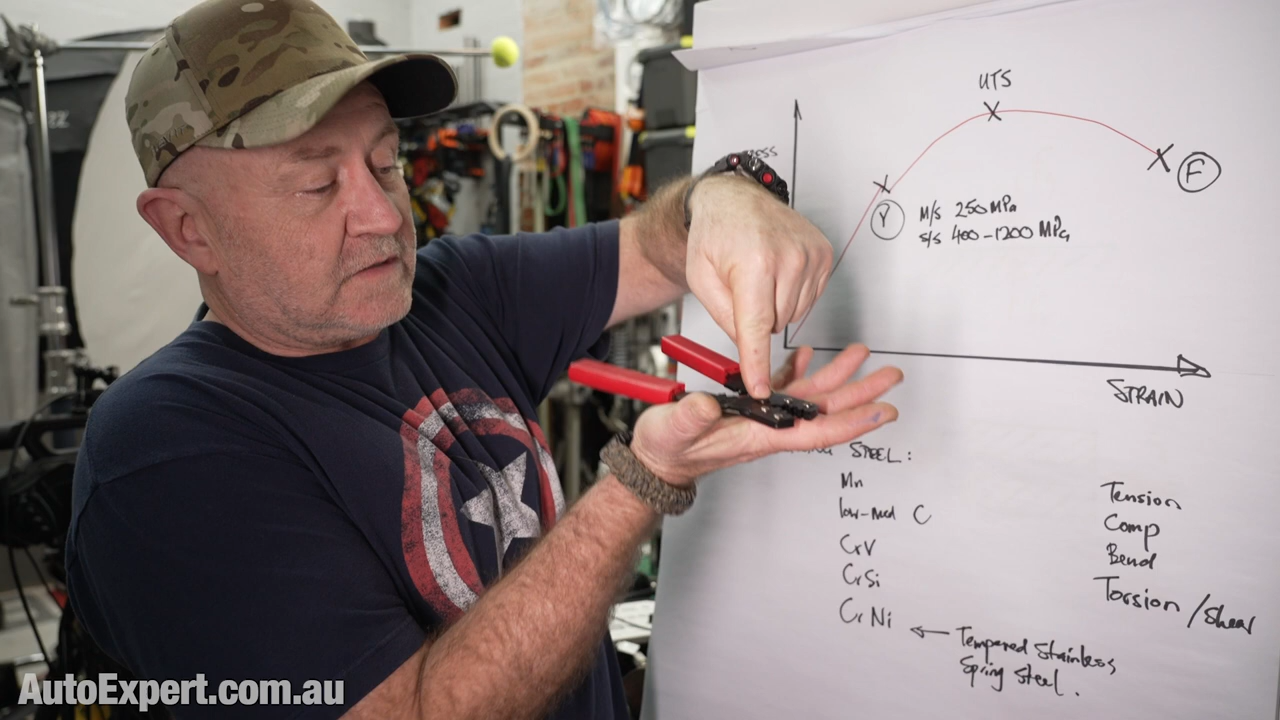 UTS
F
Y
M/S 250 MPa
S/S 400-1200 MPa
STRAIN
STEEL:
Mn
low-med C
CrV
CrSi
CrNi
Tempered Stainless
Spring Steel.
Tension
Comp
Bend
Torsion /Shear
AutoExpert.com.au